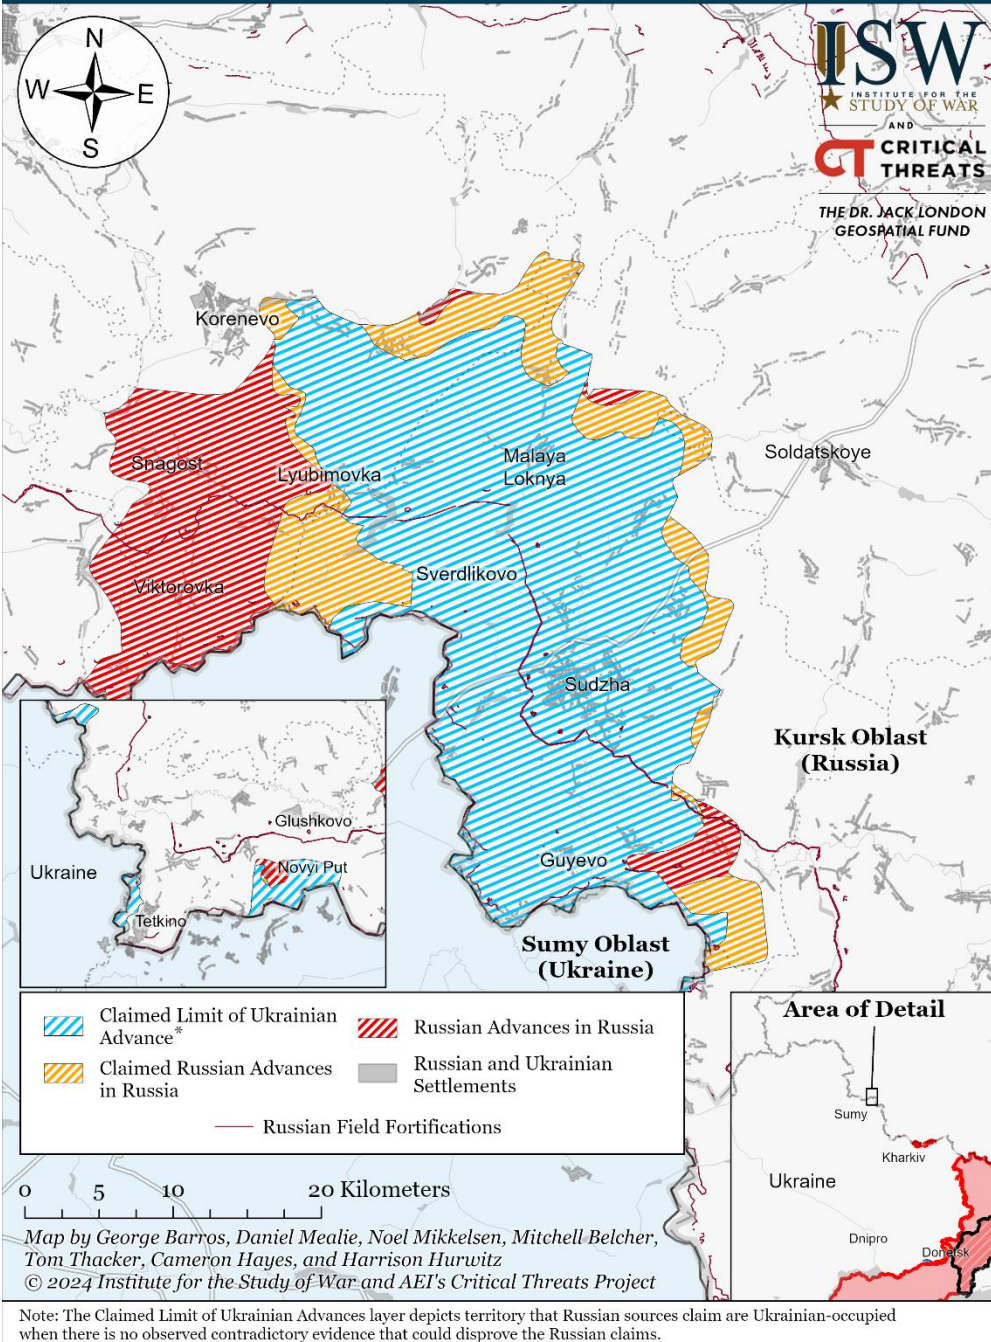 N
W
E
S
ISW
INSTITUTE FOR THE
STUDY OF WAR
AND
CT CRITICAL
THREATS
THE DR. JACK LONDON
GEOSPATIAL FUND
Korenevo
Snagost
Lyubimovka
Malaya
Loknya
Soldatskoye
Viktorovka
Sverdlikovo
Sudzha
Kursk Oblast
(Russia)
Guyevo
Sumy Oblast
(Ukraine)
Glushkovo
Ukraine
Novyi Put
Tetkino
Claimed Limit of Ukrainian
Advance*
Claimed Russian Advances
in Russia
Russian Advances in Russia
Russian and Ukrainian
Settlements
Russian Field Fortifications
Area of Detail
Sumy
Kharkiv
Ukraine
Dnipro
Donetsk
0 5 10 20 Kilometers
Map by George Barros, Daniel Mealie, Noel Mikkelsen, Mitchell Belcher,
Tom Thacker, Cameron Hayes, and Harrison Hurwitz
© 2024 Institute for the Study of War and AEI's Critical Threats Project
Note: The Claimed Limit of Ukrainian Advances layer depicts territory that Russian sources claim are Ukrainian-occupied
when there is no observed contradictory evidence that could disprove the Russian claims.